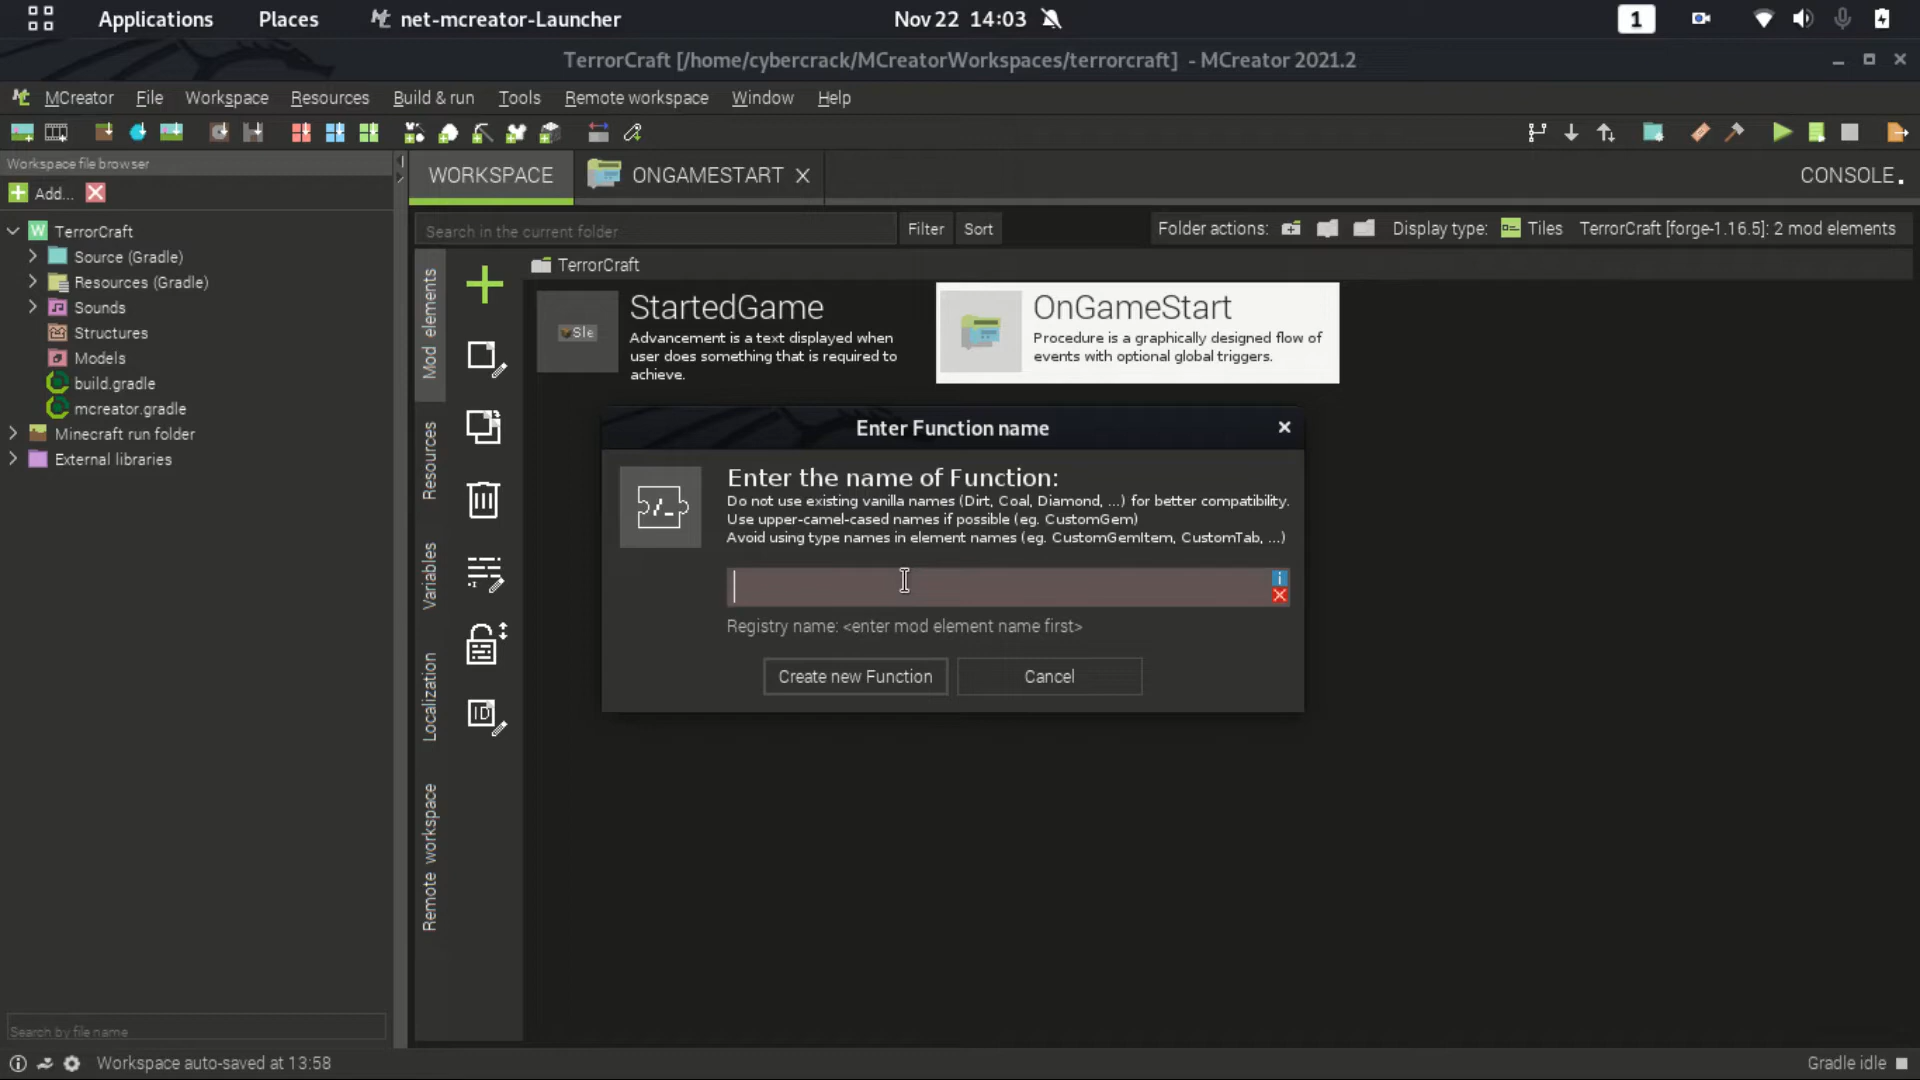 Applications Places net-mcreator-Launcher Nov 22 14:03 1
TerrorCraft [/home/cybercrack/MCreatorWorkspaces/terrorcraft] - MCreator 2021.2
MCreator File Workspace Resources Build & run Tools Remote workspace Window Help
Workspace file browser
Add...
TerrorCraft
Source (Gradle)
Resources (Gradle)
Sounds
Structures
Models
build.gradle
mcreator.gradle
Minecraft run folder
External libraries
Search by file name
WORKSPACE ONGAMESTART CONSOLE
Search in the current folder Filter Sort Folder actions: Display type: Tiles TerrorCraft [forge-1.16.5]: 2 mod elements
Mod elements
Resources
Variables
Localization
Remote workspace
ID
TerrorCraft
Sle
StartedGame
Advancement is a text displayed when
user does something that is required to
achieve.
OnGameStart
Procedure is a graphically designed flow of
events with optional global triggers.
Enter Function name
Enter the name of Function:
Do not use existing vanilla names (Dirt, Coal, Diamond, ...) for better compatibility.
Use upper-camel-cased names if possible (eg. CustomGem)
Avoid using type names in element names (eg. CustomGemItem, CustomTab, ...)
Registry name: <enter mod element name first>
Create new Function Cancel
Workspace auto-saved at 13:58 Gradle idle